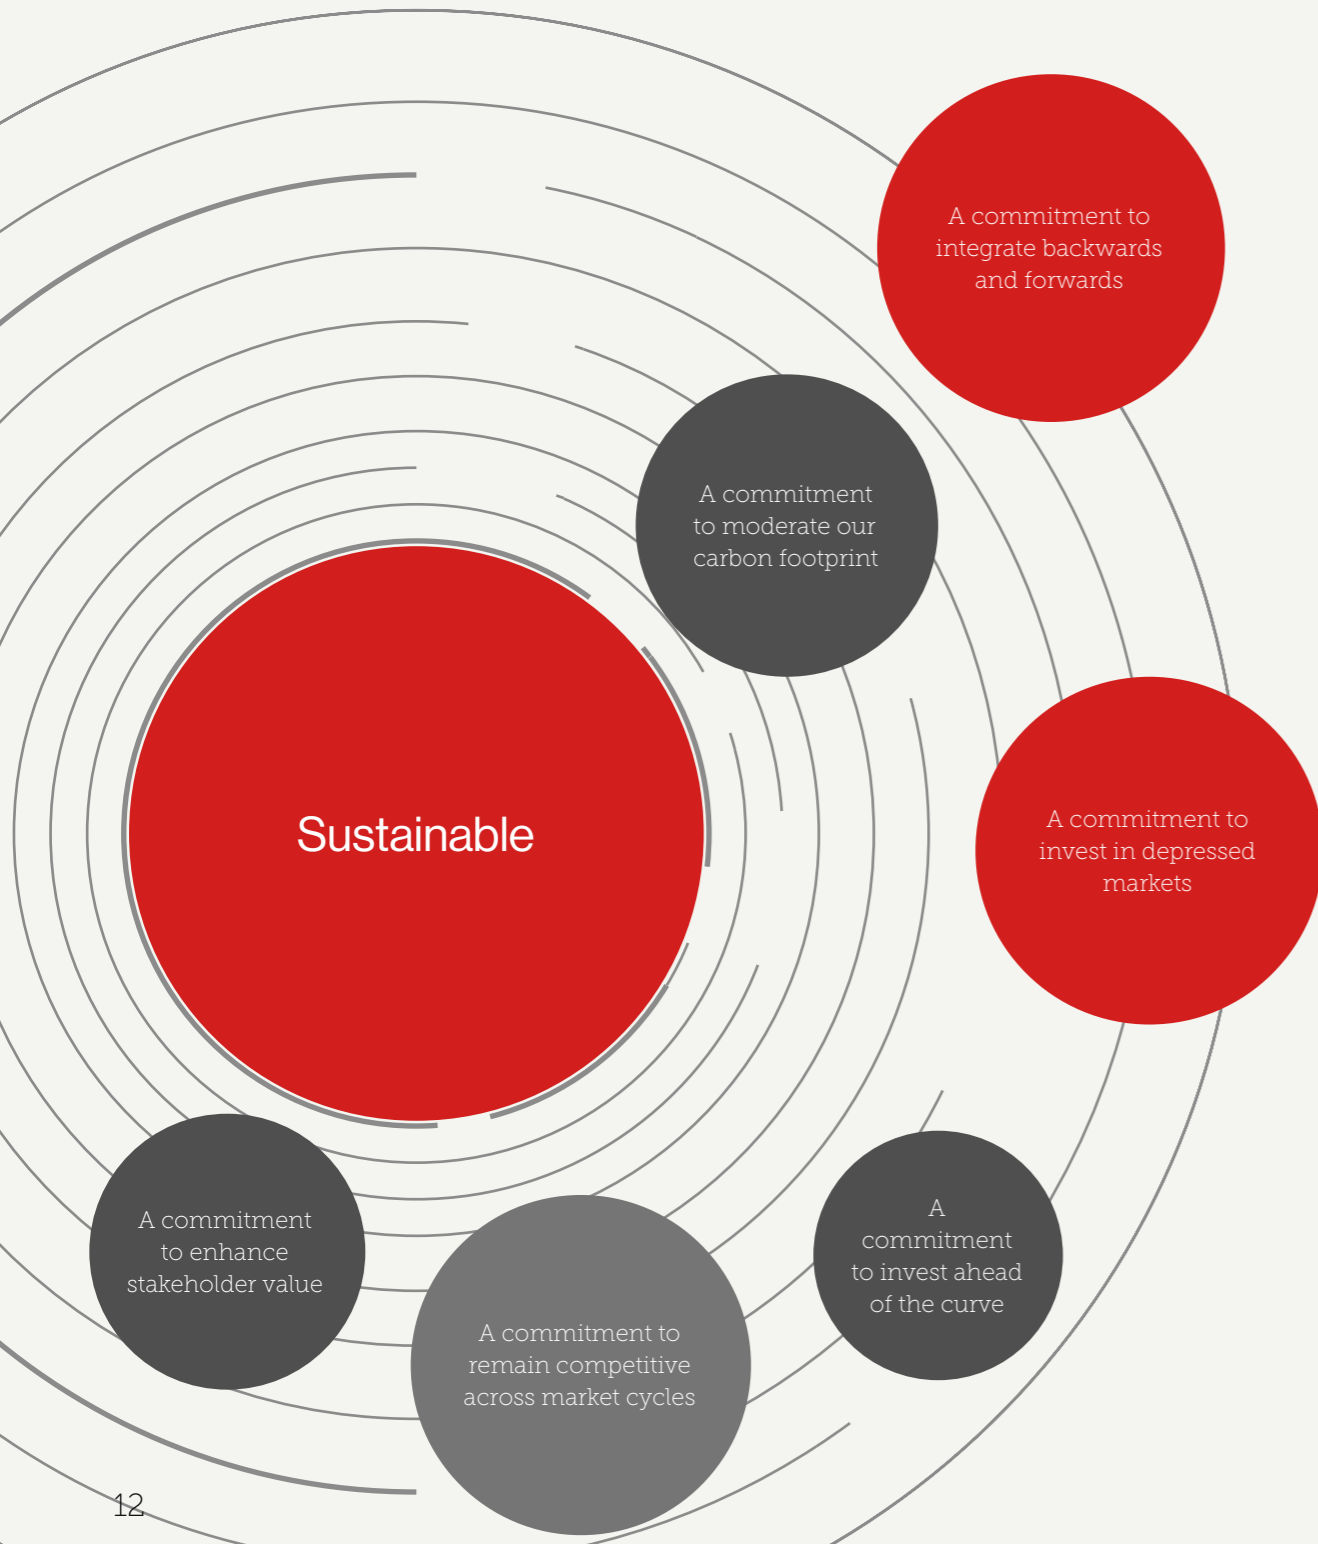 A commitment to
integrate backwards
and forwards
A commitment
to moderate our
carbon footprint
Sustainable
A commitment to
invest in depressed
markets
A commitment
to enhance
stakeholder value
A commitment to
remain competitive
across market cycles
A
commitment
to invest ahead
of the curve
12